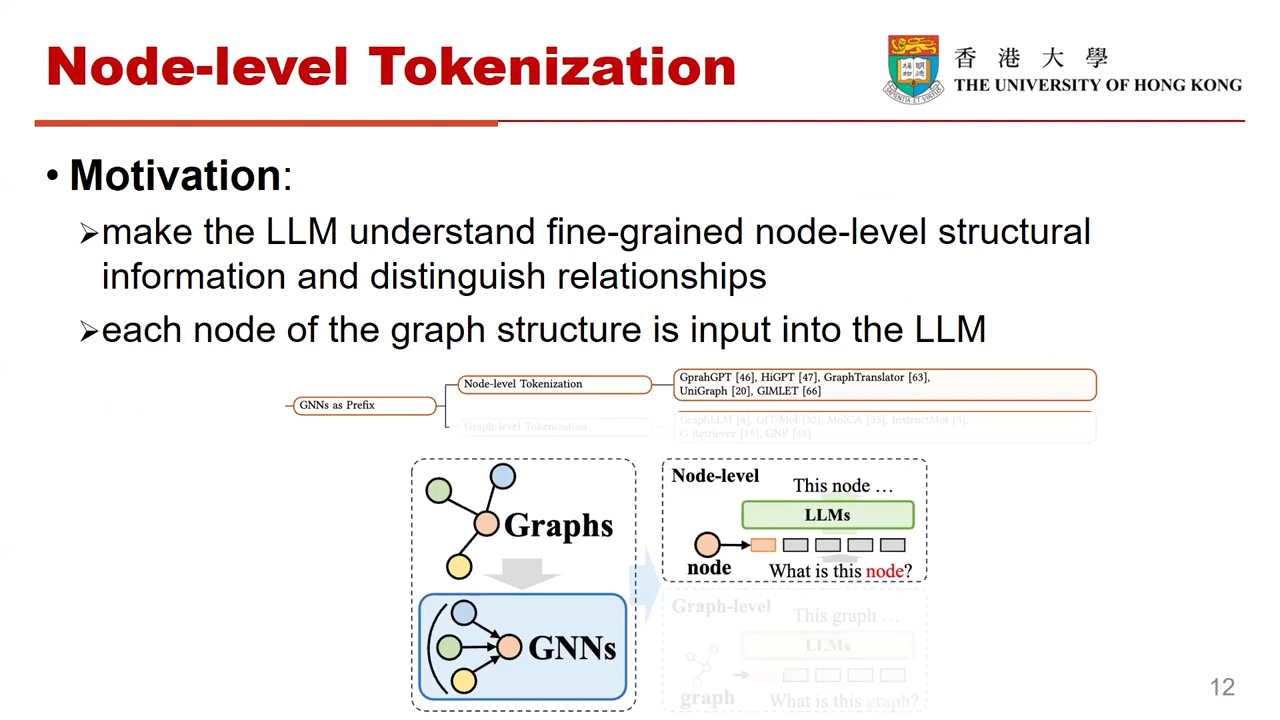 Node-level Tokenization
香港大學
THE UNIVERSITY OF HONG KONG
• Motivation:
➢make the LLM understand fine-grained node-level structural
information and distinguish relationships
➢each node of the graph structure is input into the LLM
GNNs as Prefix
Node-level Tokenization
GprahGPT [46], HiGPT [47], GraphTranslator [63],
UniGraph [20], GIMLET [66]
Graph-level Tokenization
GraphLLM [4], GIT-Mol [32], MolCA [35], InstructMol [3],
G-Retriever [19], GNP [48]
Graphs
GNNs
Node-level
This node …
LLMs
node
What is this node?
Graph-level
This graph …
LLMs
graph
What is this graph?
12